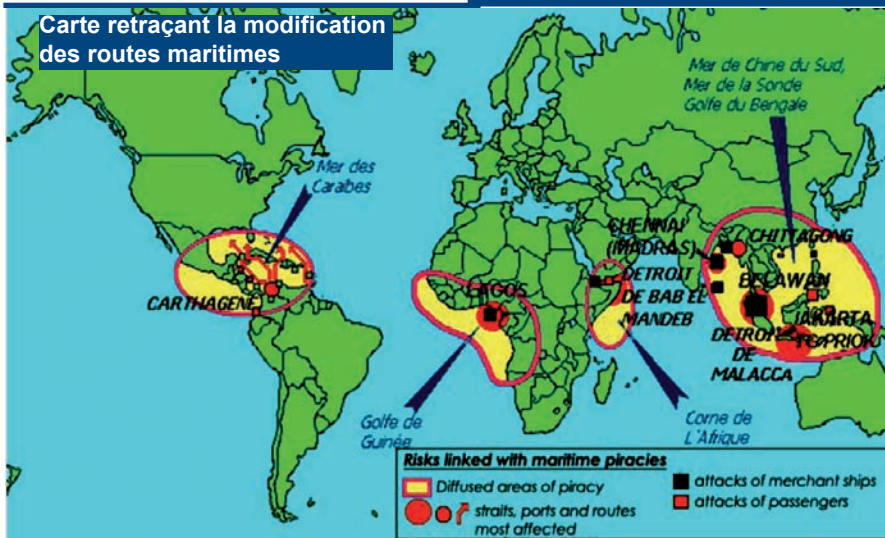 Carte retraçant la modification
des routes maritimes
Mer de Chine du Sud,
Mer de la Sonde
Golfe du Bengale
Mer des
Caraïbes
CHENNAI
(MADRAS)
CHITTAGONG
CARTHAGENE
LAGOS
DETROIT
DE BAB EL
MANDEB
BELAWAN
JAKARTA
TG PRIOK
DETROIT
DE
MALACCA
Golfe de
Guinée
Corne de
L'Afrique
Risks linked with maritime piracies
Diffused areas of piracy
straits, ports and routes
most affected
attacks of merchant ships
attacks of passengers